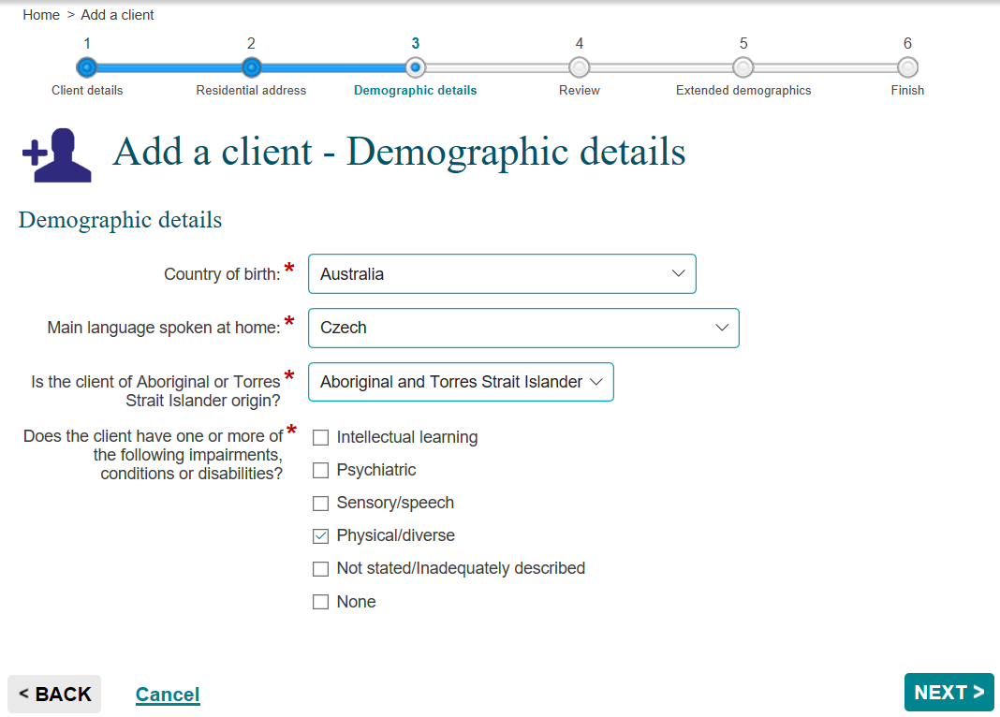 Home > Add a client
1 2 3 4 5 6
Client details Residential address Demographic details Review Extended demographics Finish
Add a client - Demographic details
Demographic details
Country of birth: * Australia
Main language spoken at home: * Czech
Is the client of Aboriginal or Torres * Aboriginal and Torres Strait Islander
Strait Islander origin?
Does the client have one or more of * Intellectual learning
the following impairments,
conditions or disabilities?
Psychiatric
Sensory/speech
Physical/diverse
Not stated/Inadequately described
None
< BACK Cancel NEXT >